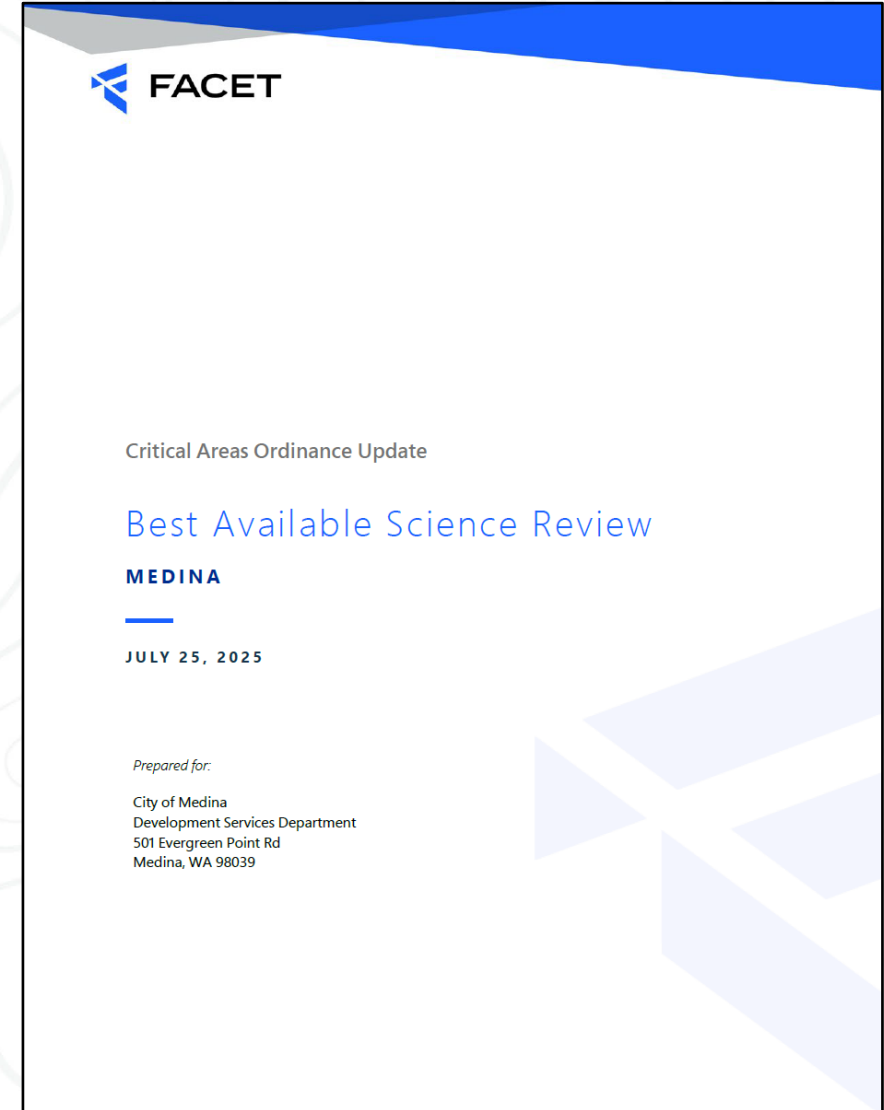 FACET
Critical Areas Ordinance Update
Best Available Science Review
MEDINA
JULY 25, 2025
Prepared for:
City of Medina
Development Services Department
501 Evergreen Point Rd
Medina, WA 98039